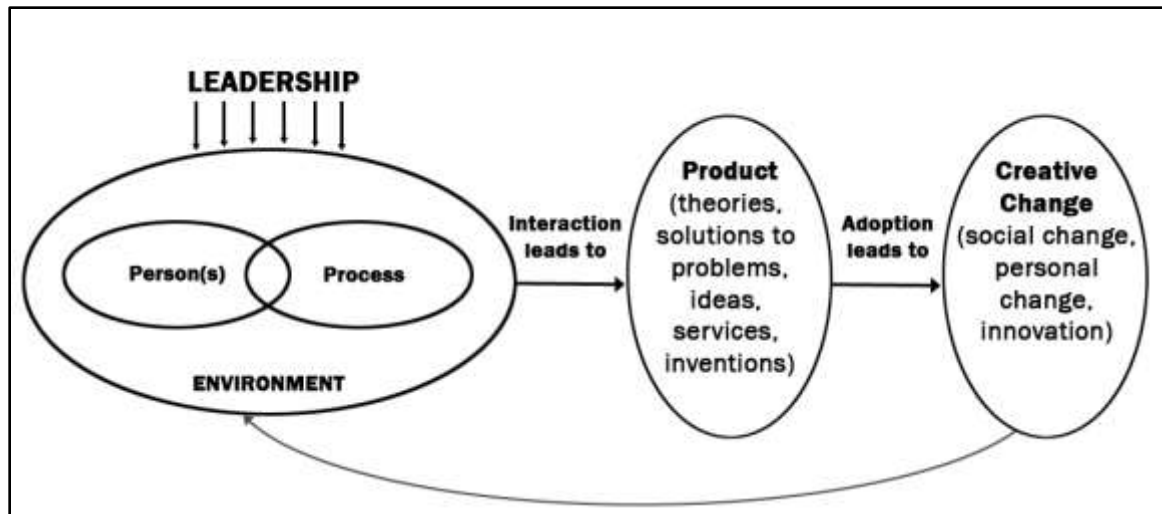 LEADERSHIP
Person(s)
Process
ENVIRONMENT
Interaction
leads to
Product
(theories,
solutions to
problems,
ideas,
services,
inventions)
Adoption
leads to
Creative
Change
(social change,
personal
change,
innovation)